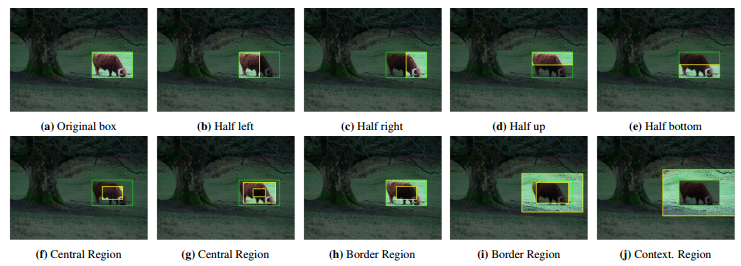 (a) Original box
(b) Half left
(c) Half right
(d) Half up
(e) Half bottom
(f) Central Region
(g) Central Region
(h) Border Region
(i) Border Region
(j) Context. Region